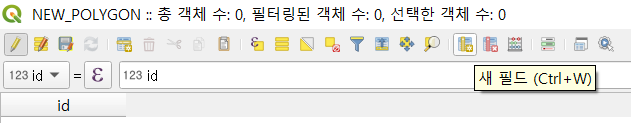 NEW_POLYGON :: 총 객체 수: 0, 필터링된 객체 수: 0, 선택한 객체 수: 0
123 id = ε 123 id
새 필드 (Ctrl+W)
id